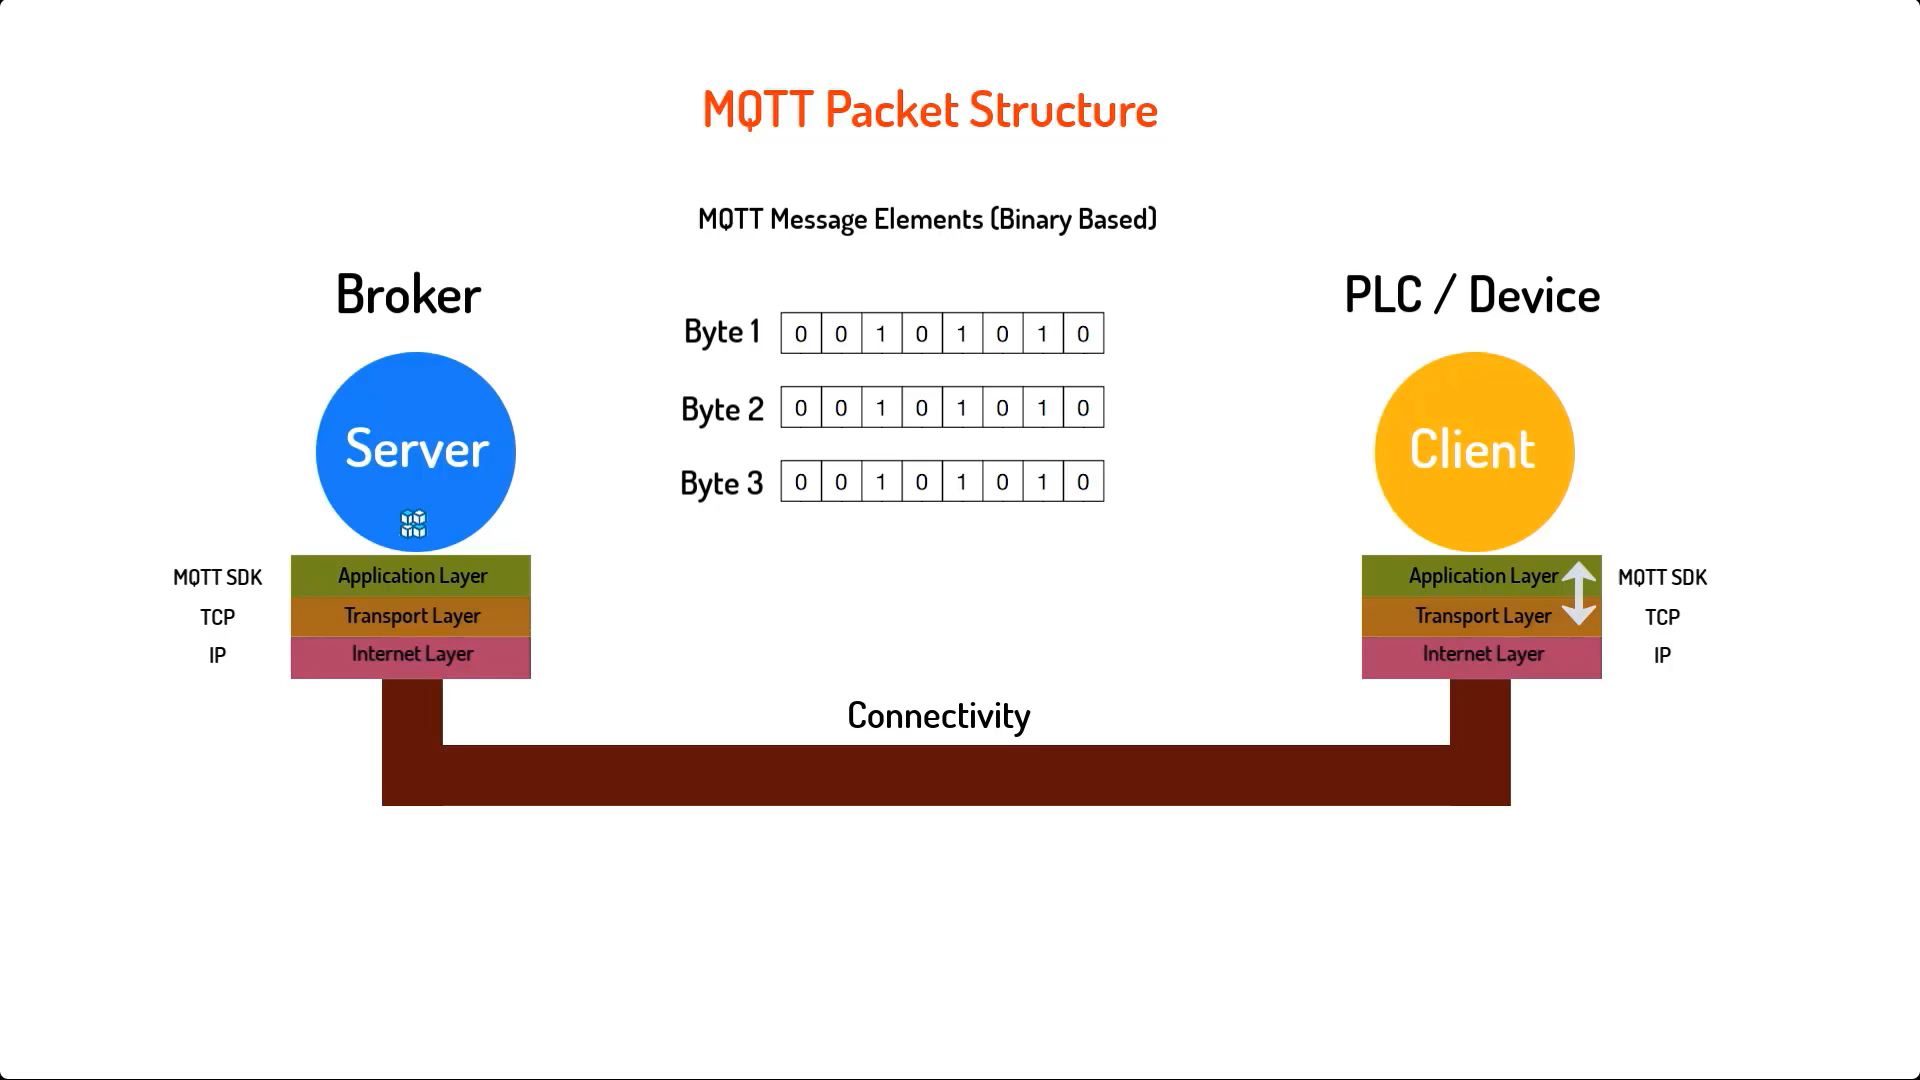 MQTT Packet Structure
MQTT Message Elements (Binary Based)
Broker
PLC / Device
Byte 1 0 0 1 0 1 0 1 0
Byte 2 0 0 1 0 1 0 1 0
Byte 3 0 0 1 0 1 0 1 0
Server
Client
MQTT SDK Application Layer
TCP Transport Layer
IP Internet Layer
Application Layer MQTT SDK
Transport Layer TCP
Internet Layer IP
Connectivity